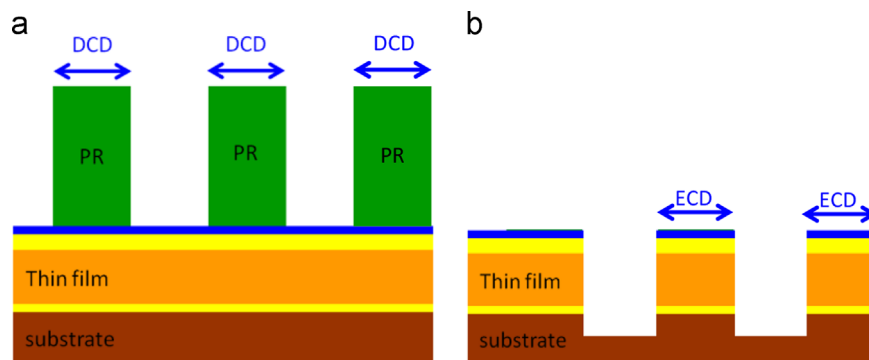 a
DCD DCD DCD
PR PR PR
Thin film
substrate
b
ECD ECD
Thin film
substrate